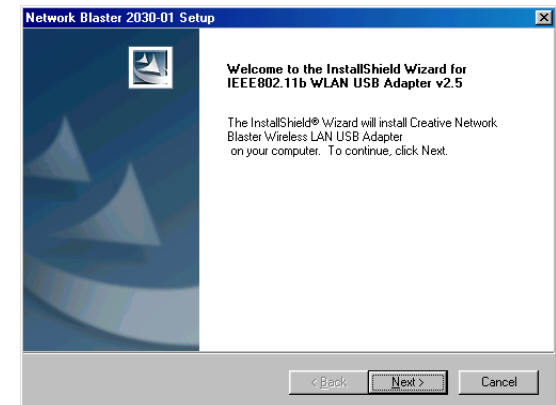 Network Blaster 2030-01 Setup
Welcome to the InstallShield Wizard for
IEEE802.11b WLAN USB Adapter v2.5
The InstallShield® Wizard will install Creative Network
Blaster Wireless LAN USB Adapter
on your computer. To continue, click Next.
< Back
Next >
Cancel